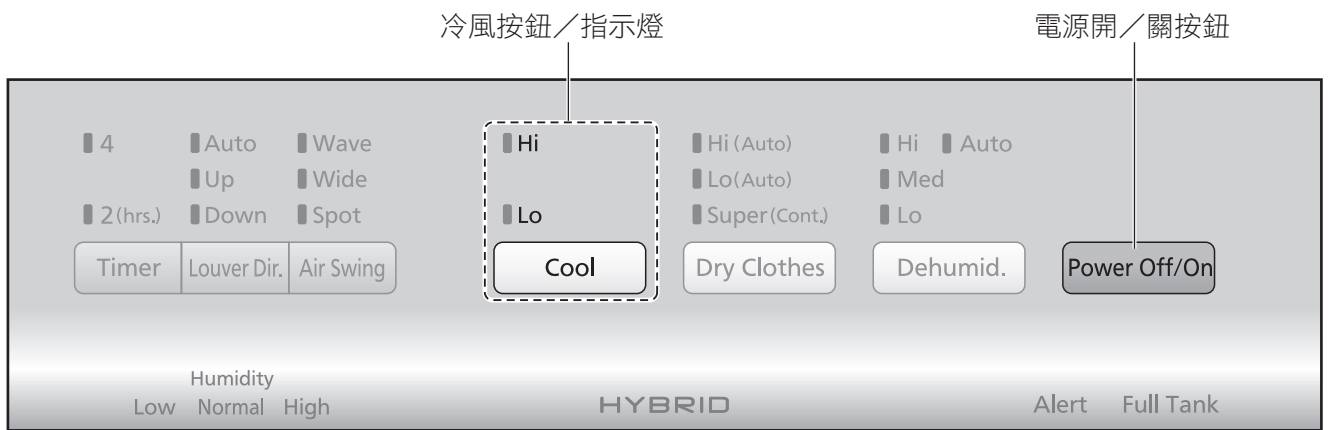 冷風按鈕／指示燈 電源開／關按鈕
4 Auto Wave Hi Hi (Auto) Hi Auto
Up Wide Lo(Auto) Med
2(hrs.) Down Spot Lo Super(Cont.) Lo
Timer Louver Dir. Air Swing Cool Dry Clothes Dehumid. Power Off/On
Humidity
Low Normal High HYBRID Alert Full Tank